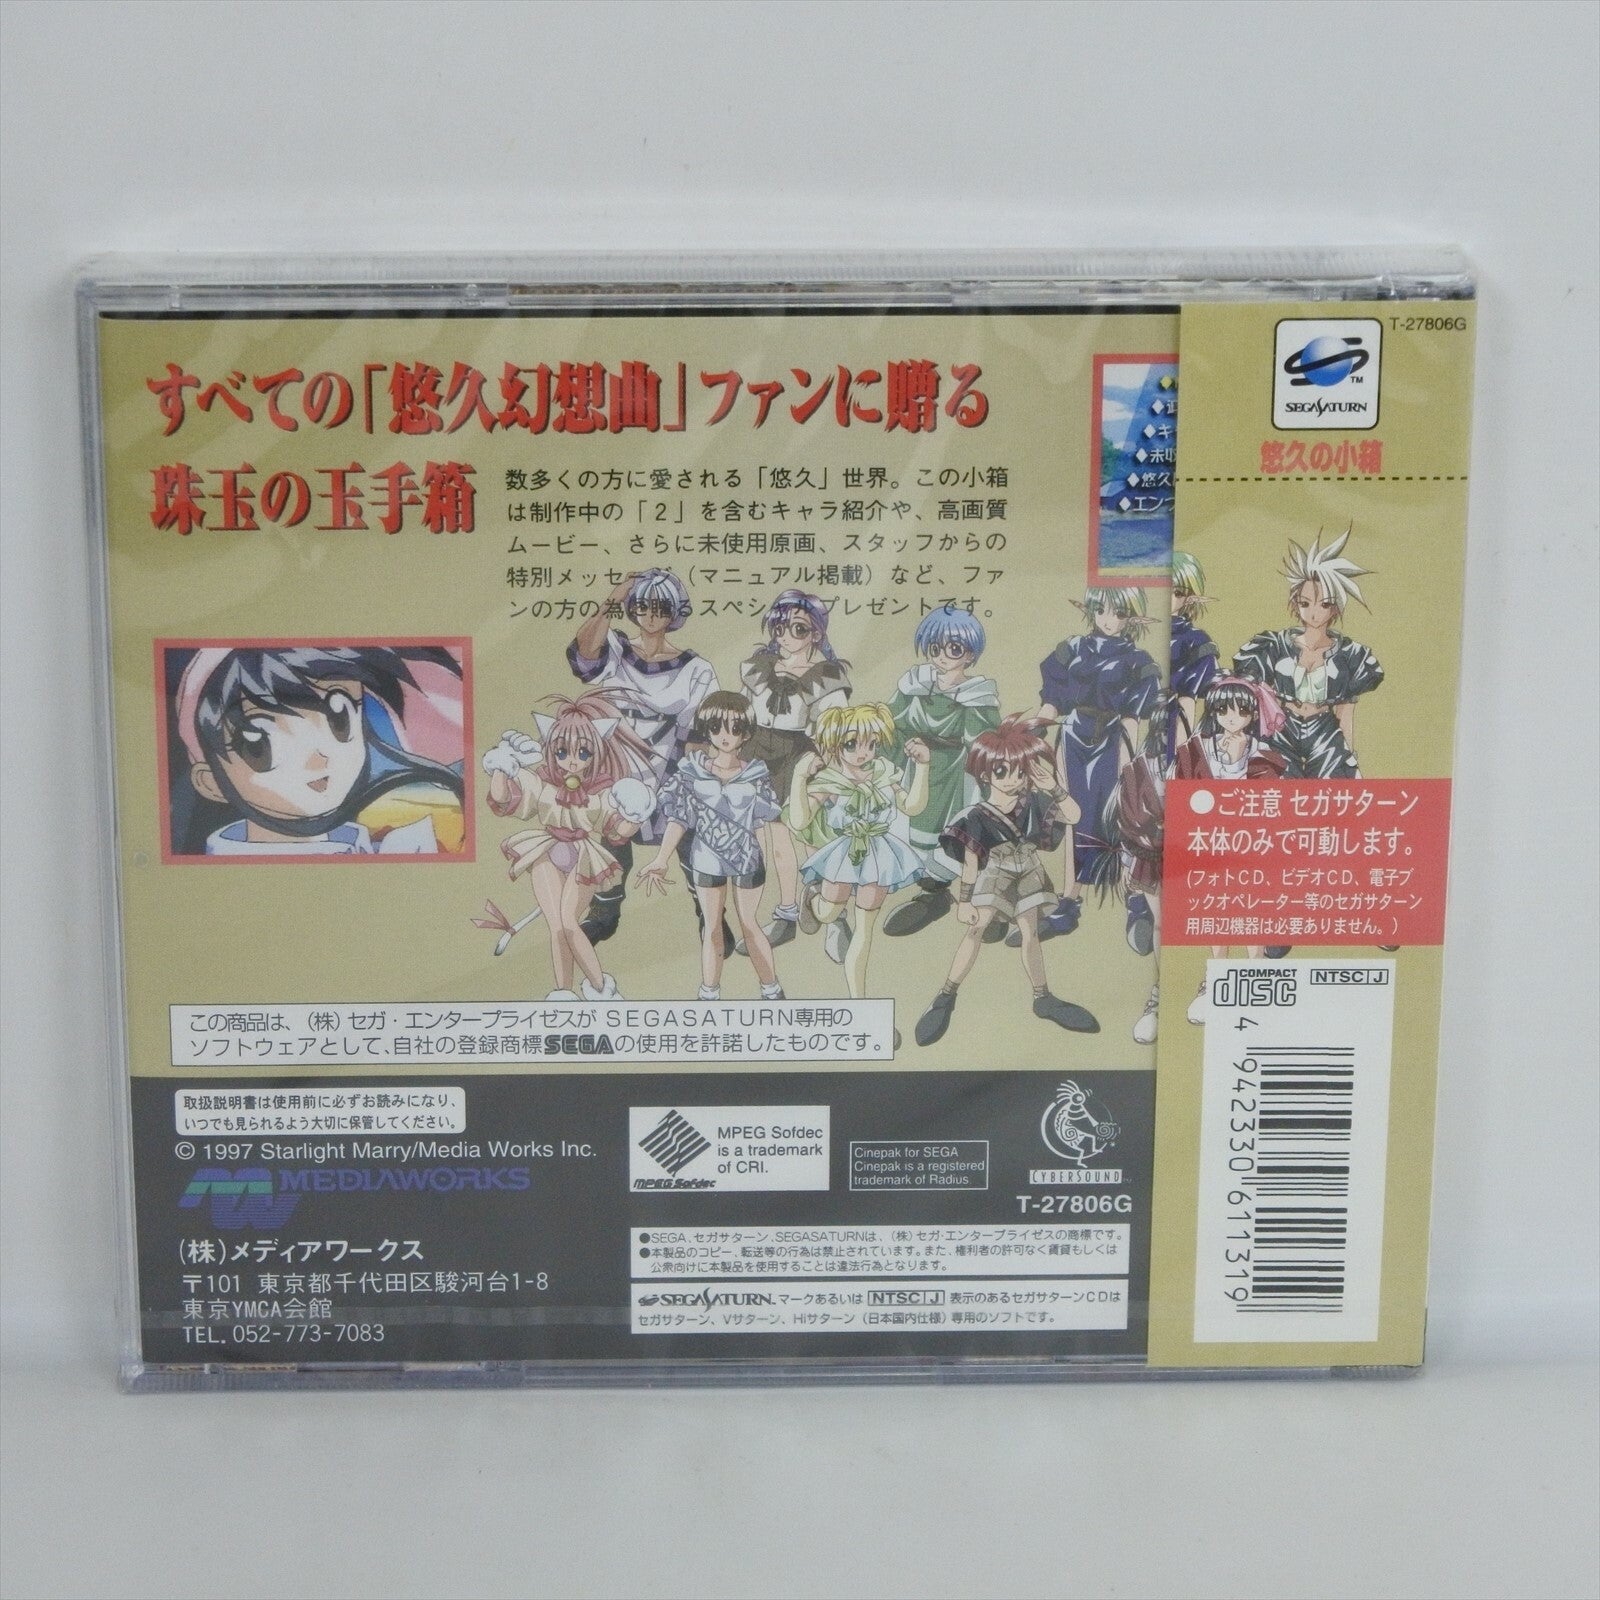 すべての「悠久幻想曲」ファンに贈る
珠玉の玉手箱
数多くの方に愛される「悠久」世界。この小箱
は制作中の「2」を含むキャラ紹介や、高画質
ムービー、さらに未使用原画、スタッフからの
特別メッセージ(マニュアル掲載)など、ファ
ンの方の為に贈るスペシャルプレゼントです。
◆キ
◆未収
◆悠久
◆エン
T-27806G
SEGA SATURN
TM
悠久の小箱
●ご注意 セガサターン
本体のみで可動します。
(フォトCD、ビデオCD、電子ブ
ックオペレーター等のセガサターン
用周辺機器は必要ありません。)
COMPACT
disc
NTSC J
4 942330 611319
この商品は、(株)セガ・エンタープライゼスがSEGASATURN専用の
ソフトウェアとして、自社の登録商標SEGAの使用を許諾したものです。
取扱説明書は使用前に必ずお読みになり、
いつでも見られるよう大切に保管してください。
© 1997 Starlight Marry/Media Works Inc.
MEDIAWORKS
(株)メディアワークス
〒101 東京都千代田区駿河台1-8
東京YMCA会館
TEL. 052-773-7083
MPEG Sofdec
MPEG Sofdec
is a trademark
of CRI.
Cinepak for SEGA
Cinepak is a registered
trademark of Radius
CYBERSOUND
T-27806G
●SEGA、セガサターン、SEGASATURNは、(株)セガ・エンタープライゼスの商標です。
●本製品のコピー、転送等の行為は禁止されています。また、権利者の許可なく賃貸もしくは
公衆向けに本製品を使用することは違法行為となります。
SEGA SATURN マークあるいは NTSC J 表示のあるセガサターンCDは
セガサターン、Vサターン、Hiサターン(日本国内仕様)専用のソフトです。